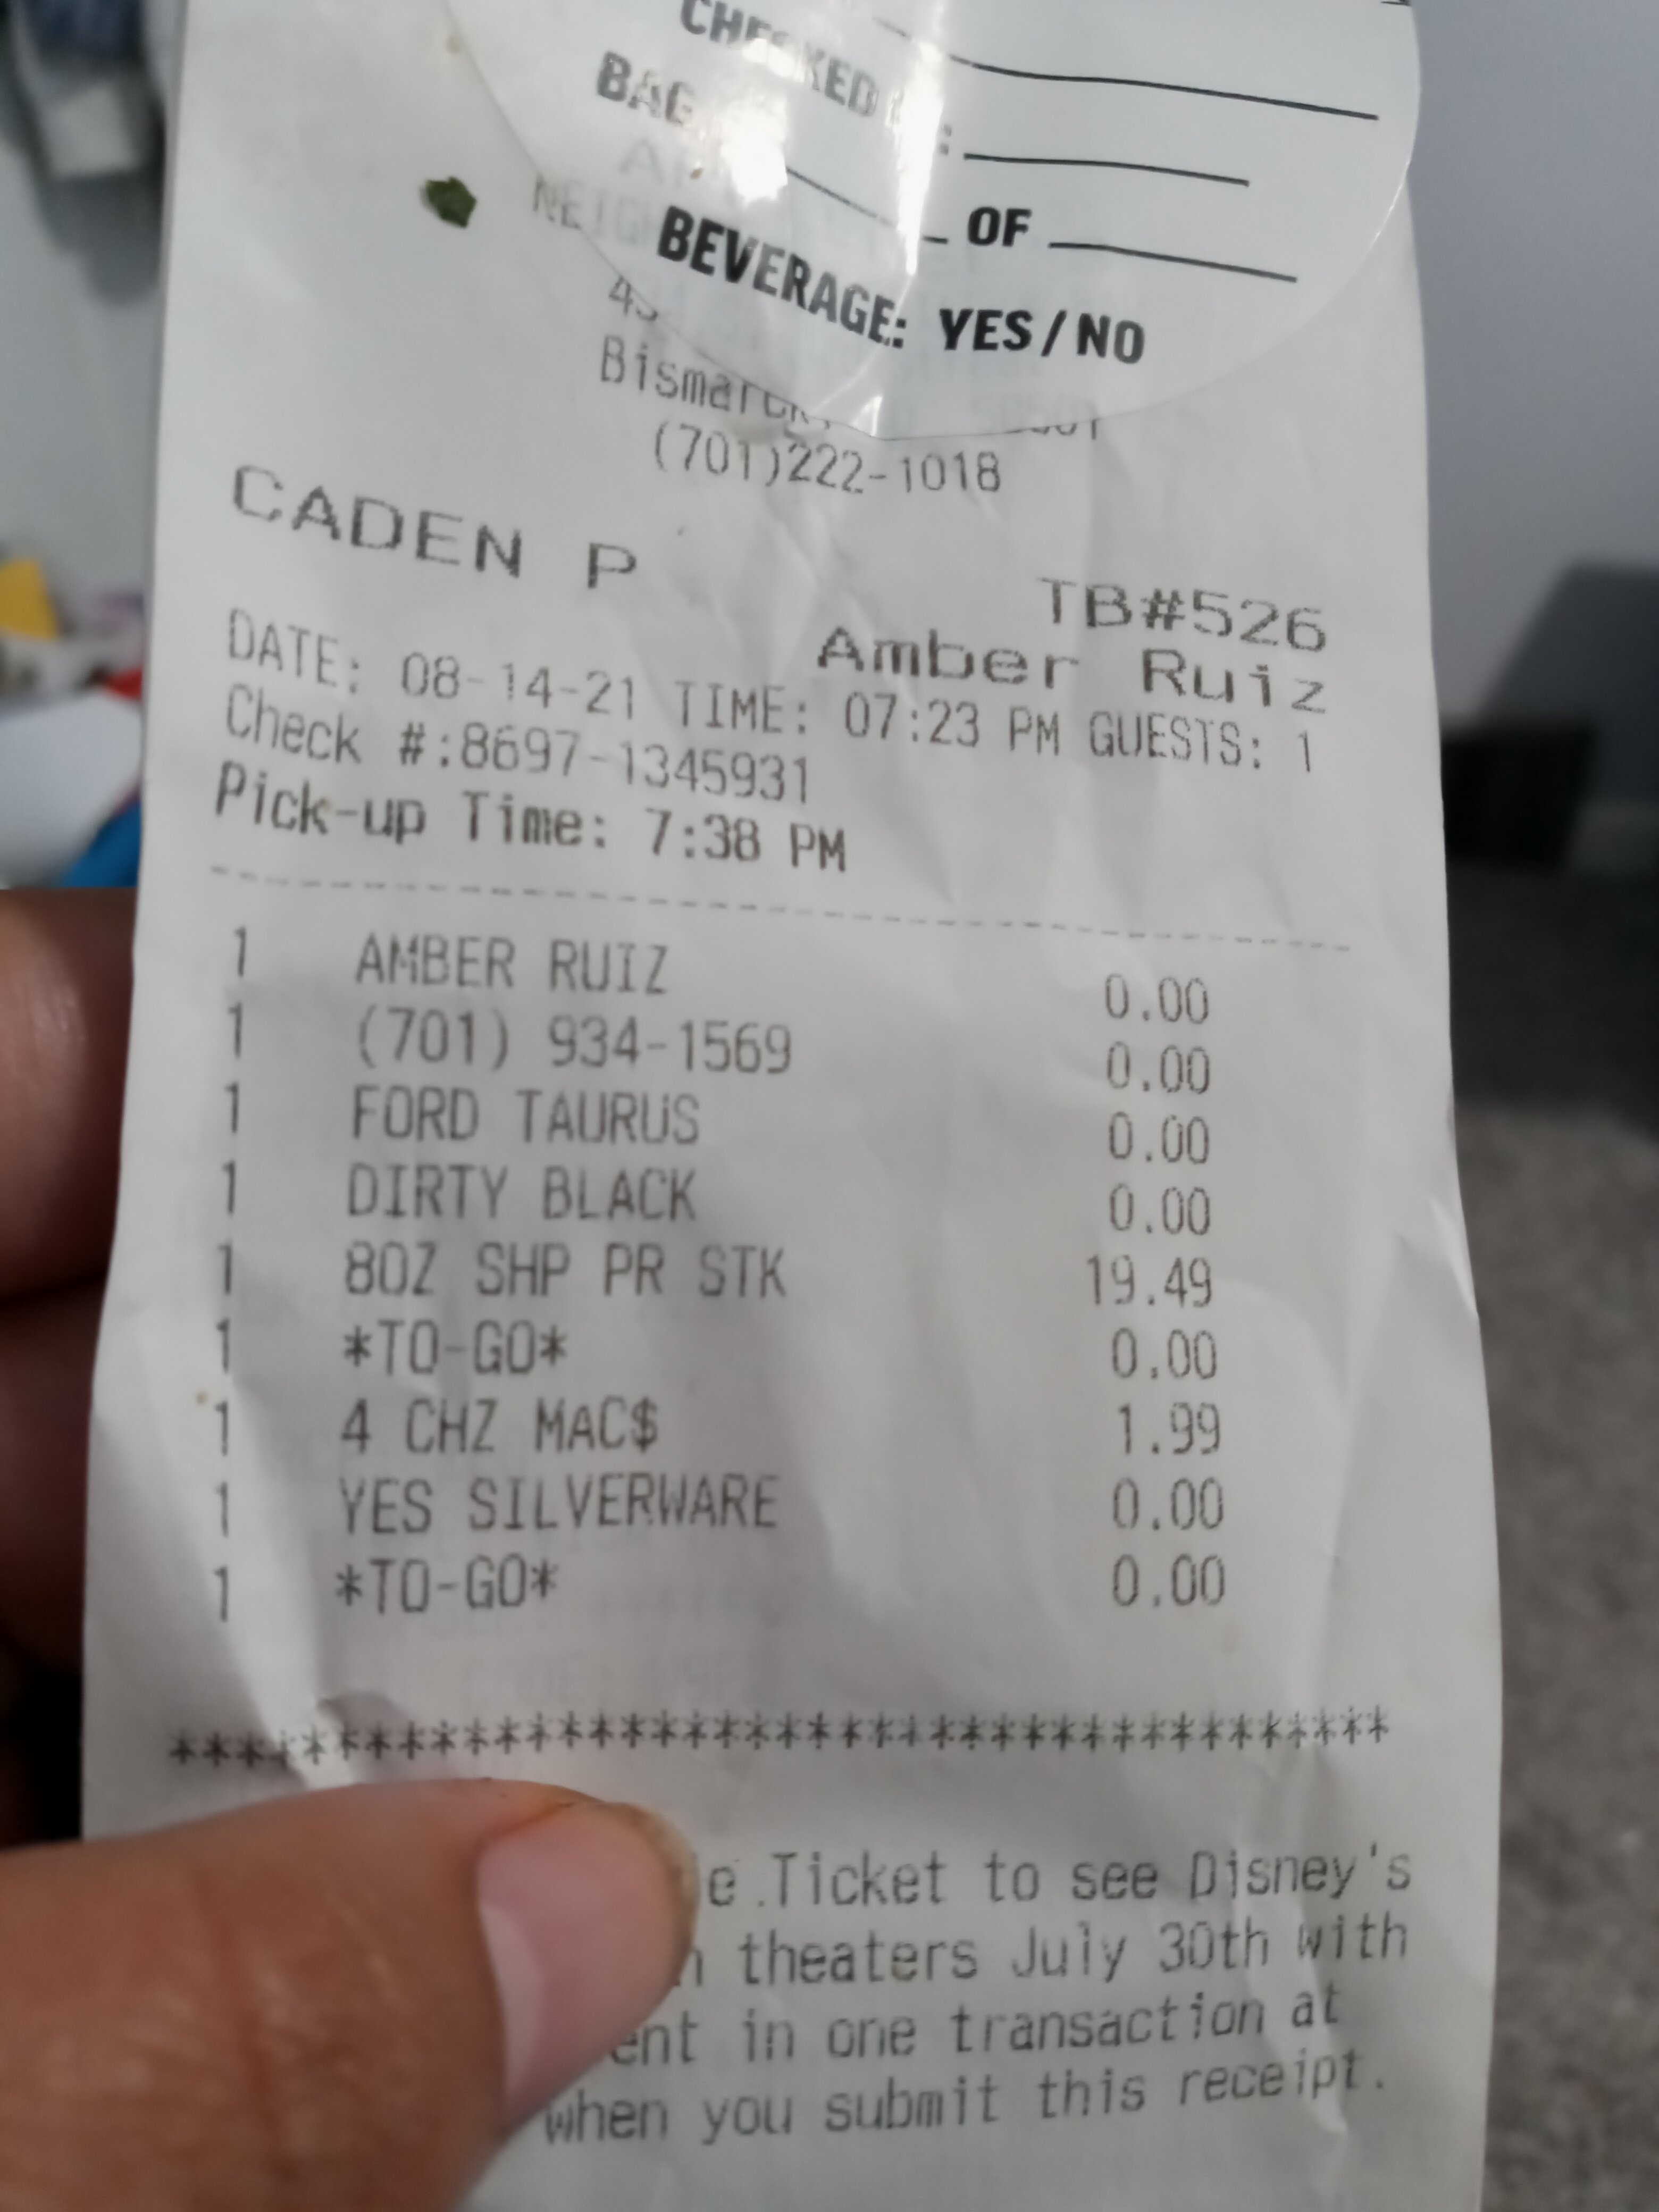 CHECKED
BAG
OF
BEVERAGE: YES / NO
Bismarck,
(701)222-1018
CADEN P
TB#526
Amber Ruiz
DATE: 08-14-21 TIME: 07:23 PM GUESTS: 1
Check #:8697-1345931
Pick-up Time: 7:38 PM
1 AMBER RUIZ 0.00
1 (701) 934-1569 0.00
1 FORD TAURUS 0.00
1 DIRTY BLACK 0.00
1 8OZ SHP PR STK 19.49
1 *TO-GO* 0.00
1 4 CHZ MAC$ 1.99
1 YES SILVERWARE 0.00
1 *TO-GO* 0.00
Ticket to see Disney's
theaters July 30th with
in one transaction at
when you submit this receipt.